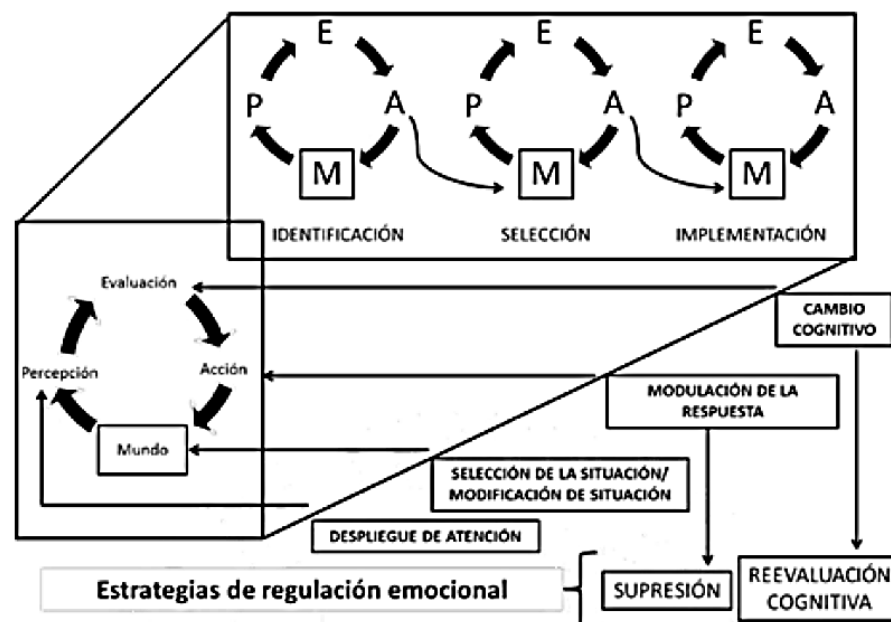 E
E
E
P
A
P
A
P
A
M
M
M
IDENTIFICACIÓN
SELECCIÓN
IMPLEMENTACIÓN
Evaluación
Percepción
Acción
Mundo
CAMBIO
COGNITIVO
MODULACIÓN DE LA
RESPUESTA
SELECCIÓN DE LA SITUACIÓN/
MODIFICACIÓN DE SITUACIÓN
DESPLIEGUE DE ATENCIÓN
Estrategias de regulación emocional
SUPRESIÓN
REEVALUACIÓN
COGNITIVA